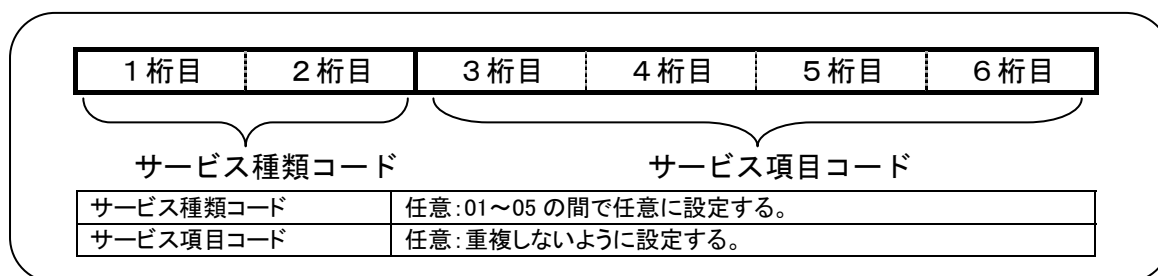 1桁目 2桁目 3桁目 4桁目 5桁目 6桁目
サービス種類コード サービス項目コード
サービス種類コード 任意:01～05 の間で任意に設定する。
サービス項目コード 任意:重複しないように設定する。